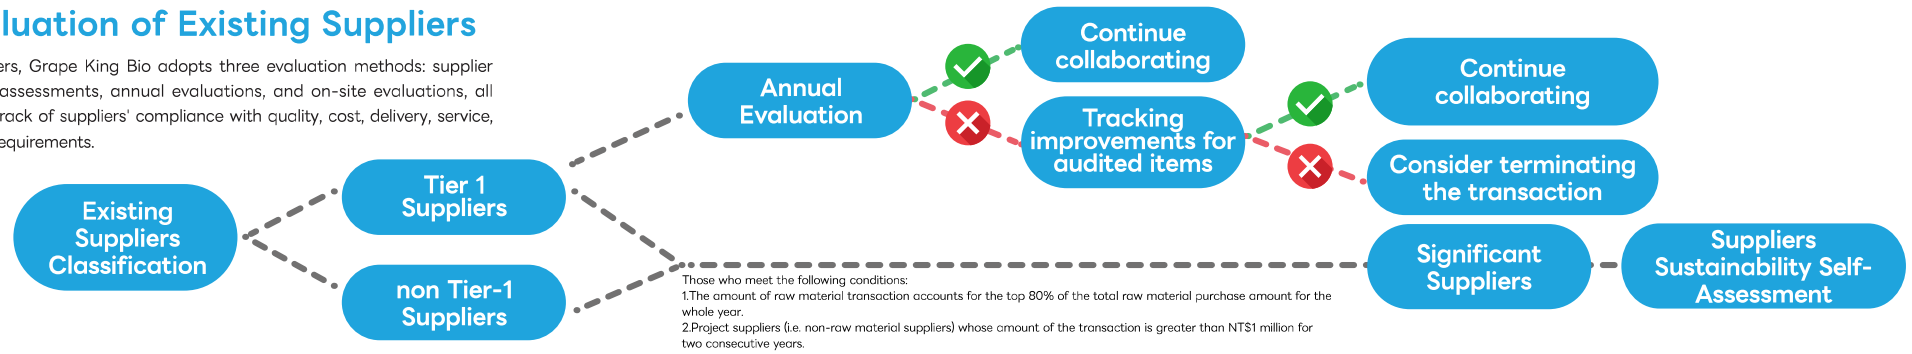 luation of Existing Suppliers
ers, Grape King Bio adopts three evaluation methods: supplier
assessments, annual evaluations, and on-site evaluations, all
rack of suppliers' compliance with quality, cost, delivery, service,
equirements.
Existing
Suppliers
Classification
Tier 1
Suppliers
non Tier-1
Suppliers
Annual
Evaluation
Continue
collaborating
Tracking
improvements for
audited items
Continue
collaborating
Consider terminating
the transaction
Significant
Suppliers
Suppliers
Sustainability Self-
Assessment
Those who meet the following conditions:
1.The amount of raw material transaction accounts for the top 80% of the total raw material purchase amount for the
whole year.
2.Project suppliers (i.e. non-raw material suppliers) whose amount of the transaction is greater than NT$1 million for
two consecutive years.